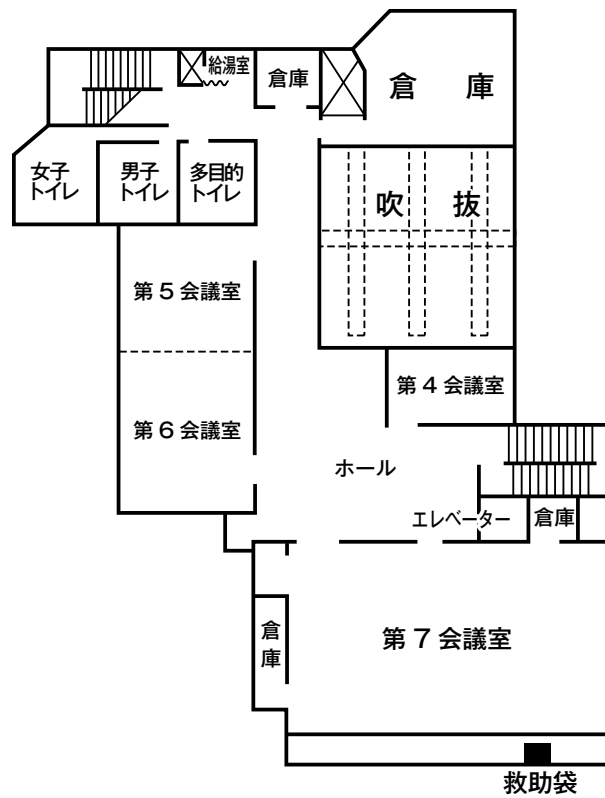 給湯室
倉庫
倉　庫
女子
トイレ
男子
トイレ
多目的
トイレ
吹　抜
第５会議室
第４会議室
第６会議室
ホール
エレベーター
倉庫
倉
庫
第７会議室
救助袋